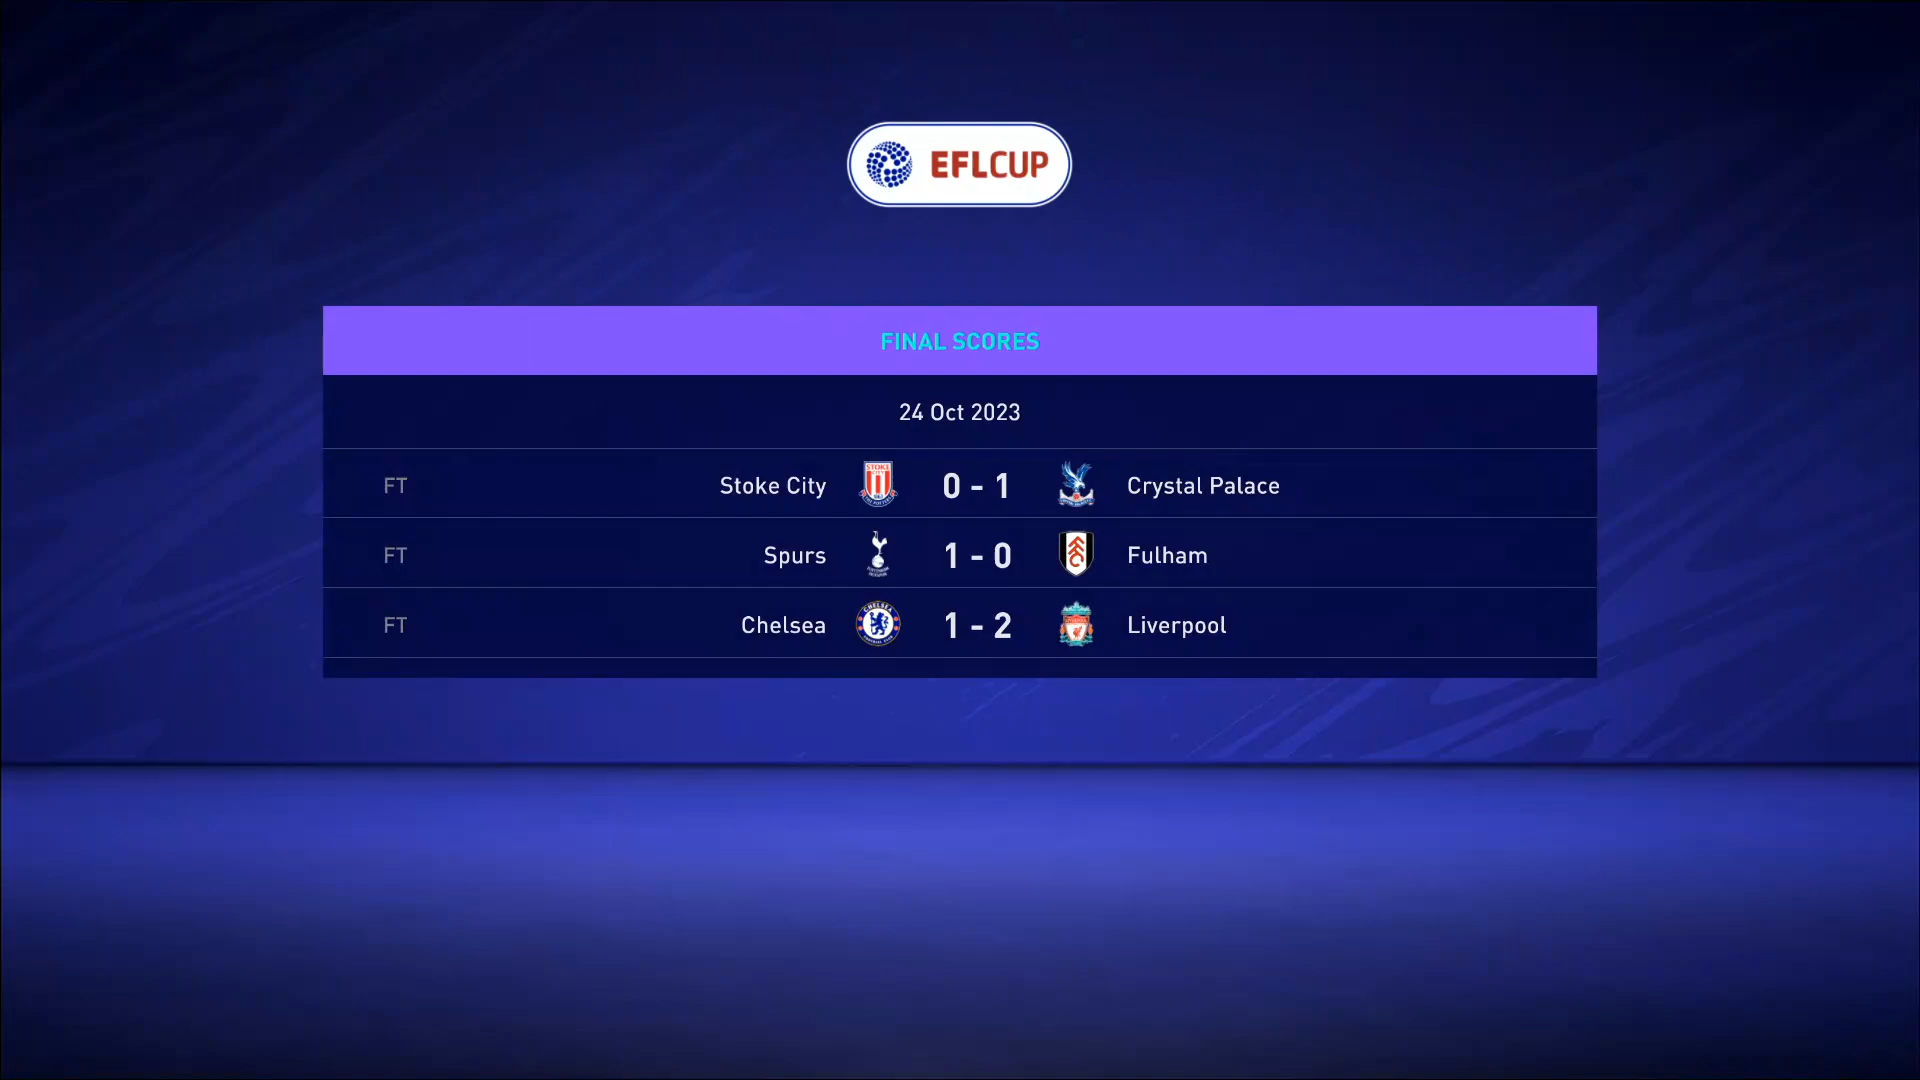 EFLCUP
FINAL SCORES
24 Oct 2023
FT Stoke City 0 - 1 Crystal Palace
FT Spurs 1 - 0 Fulham
FT Chelsea 1 - 2 Liverpool